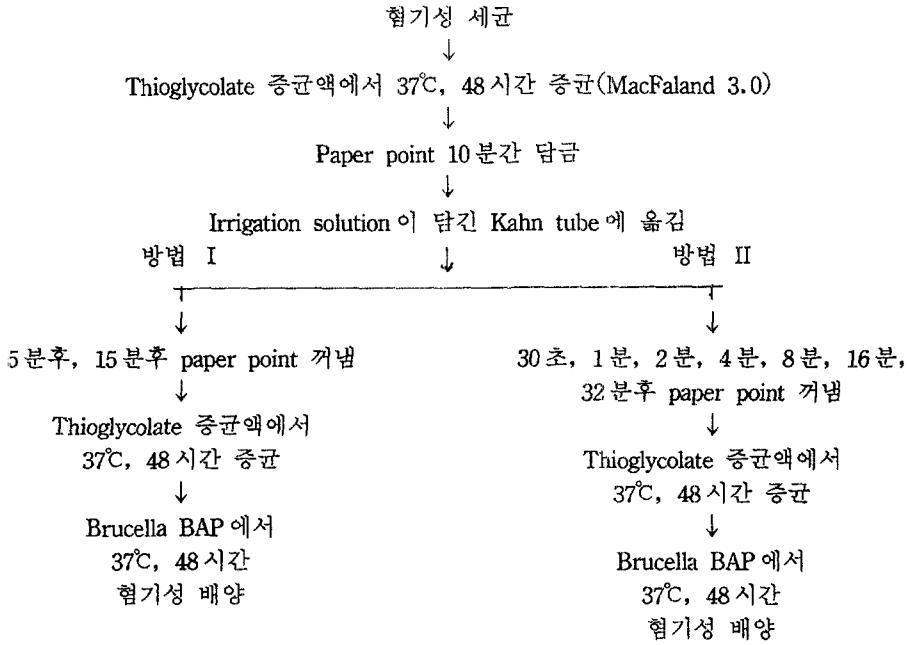 혐기성 세균
↓
Thioglycolate 증균액에서 37℃, 48시간 증균(MacFaland 3.0)
↓
Paper point 10분간 담금
↓
Irrigation solution이 담긴 Kahn tube에 옮김
방법 I ↓ 방법 II
↓ ↓
5분후, 15분후 paper point 꺼냄
↓
Thioglycolate 증균액에서
37℃, 48시간 증균
↓
Brucella BAP에서
37℃, 48시간
혐기성 배양
30초, 1분, 2분, 4분, 8분, 16분,
32분후 paper point 꺼냄
↓
Thioglycolate 증균액에서
37℃, 48시간 증균
↓
Brucella BAP에서
37℃, 48시간
혐기성 배양